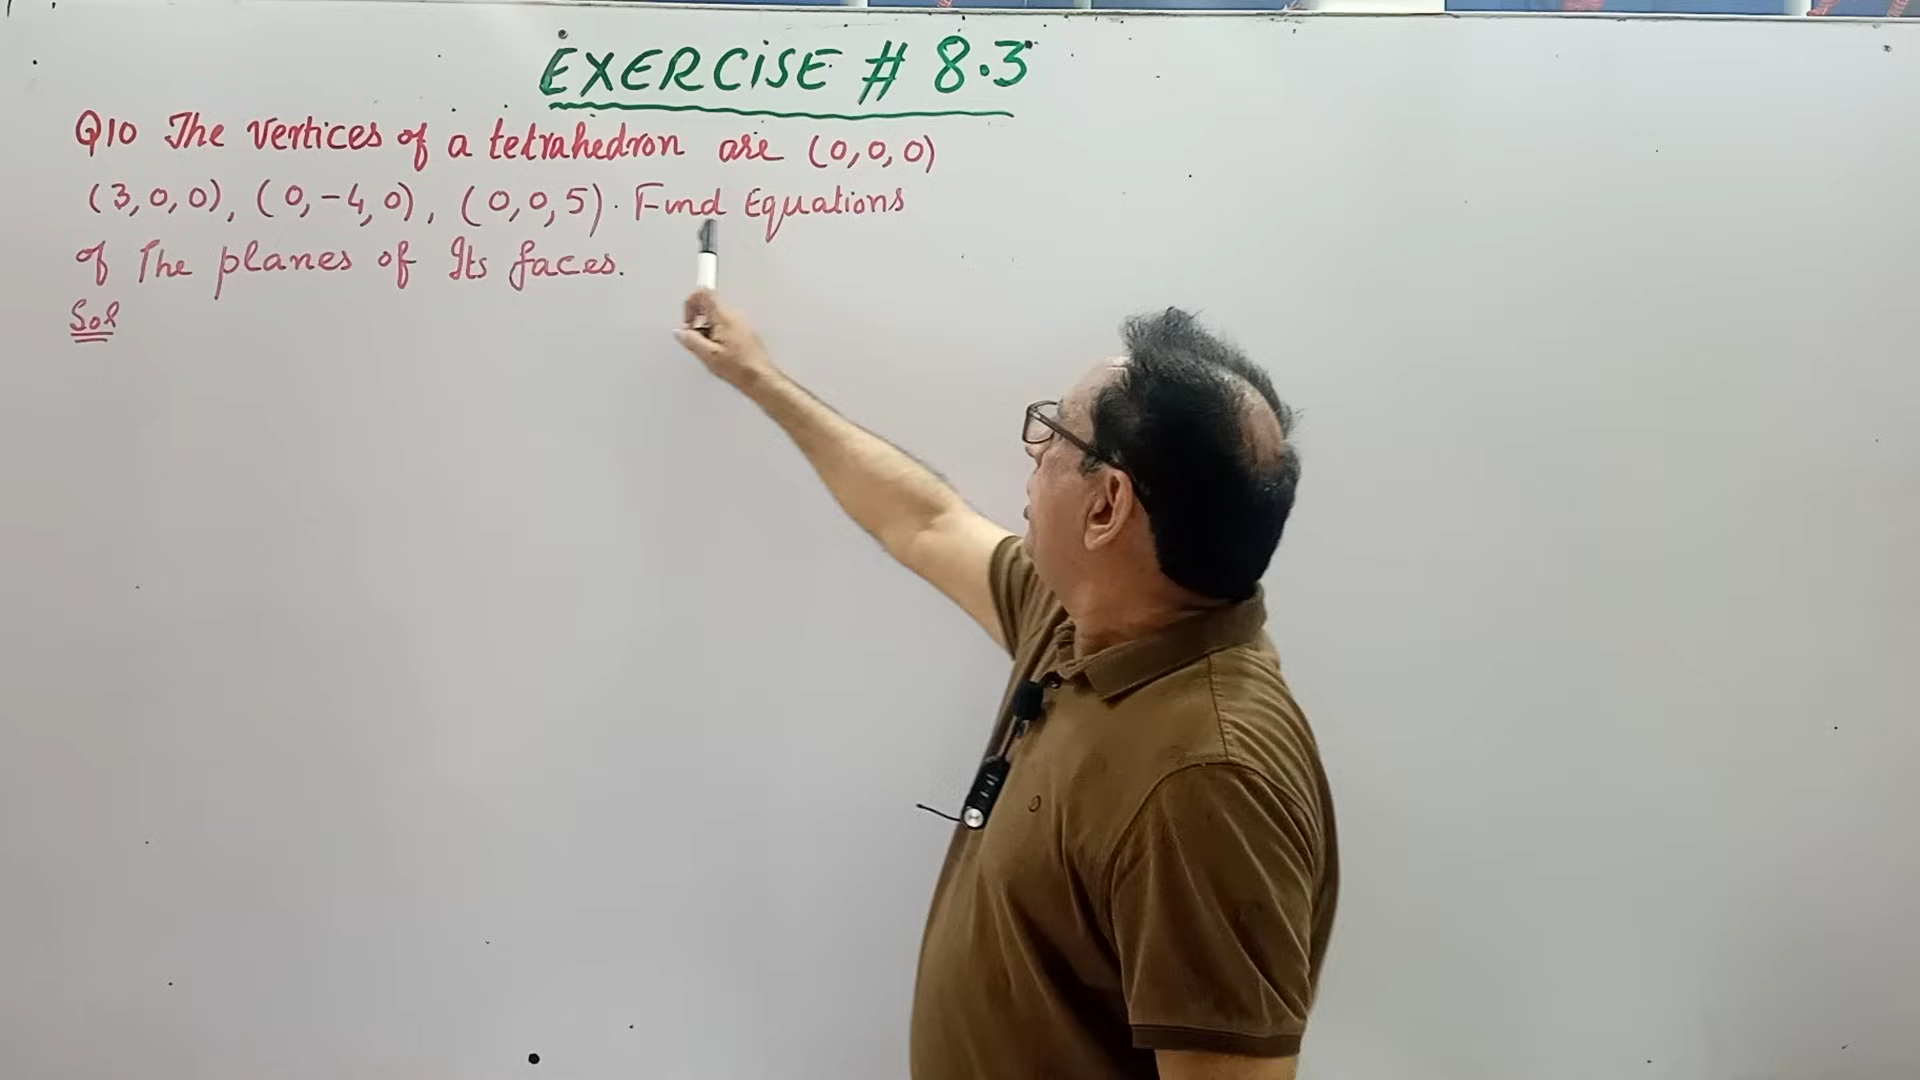 EXERCiSE # 8.3
Q10 The Vertices of a tetrahedron are (0,0,0)
(3,0,0), (0,-4,0), (0,0,5). Find Equations
of The planes of Its faces.
Sol